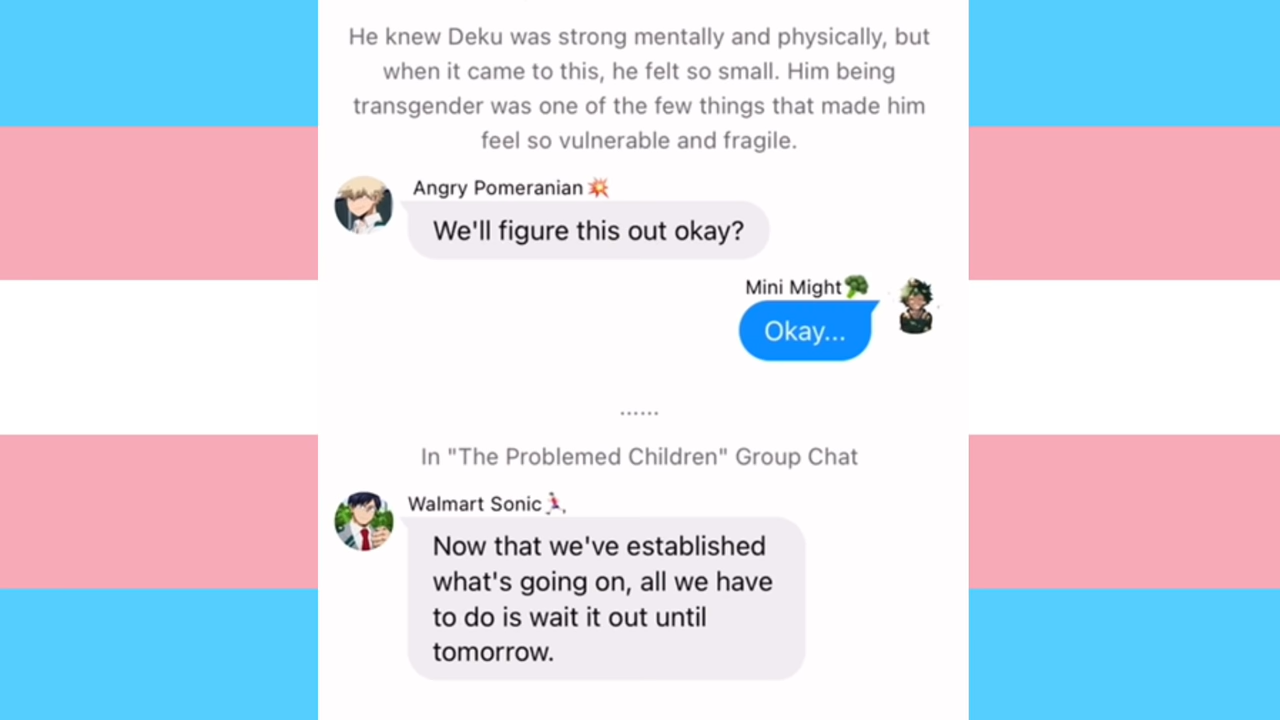 He knew Deku was strong mentally and physically, but
when it came to this, he felt so small. Him being
transgender was one of the few things that made him
feel so vulnerable and fragile.
Angry Pomeranian💥
We'll figure this out okay?
Mini Might🥦
Okay...
......
In "The Problemed Children" Group Chat
Walmart Sonic🏃🏻‍♀️
Now that we've established
what's going on, all we have
to do is wait it out until
tomorrow.